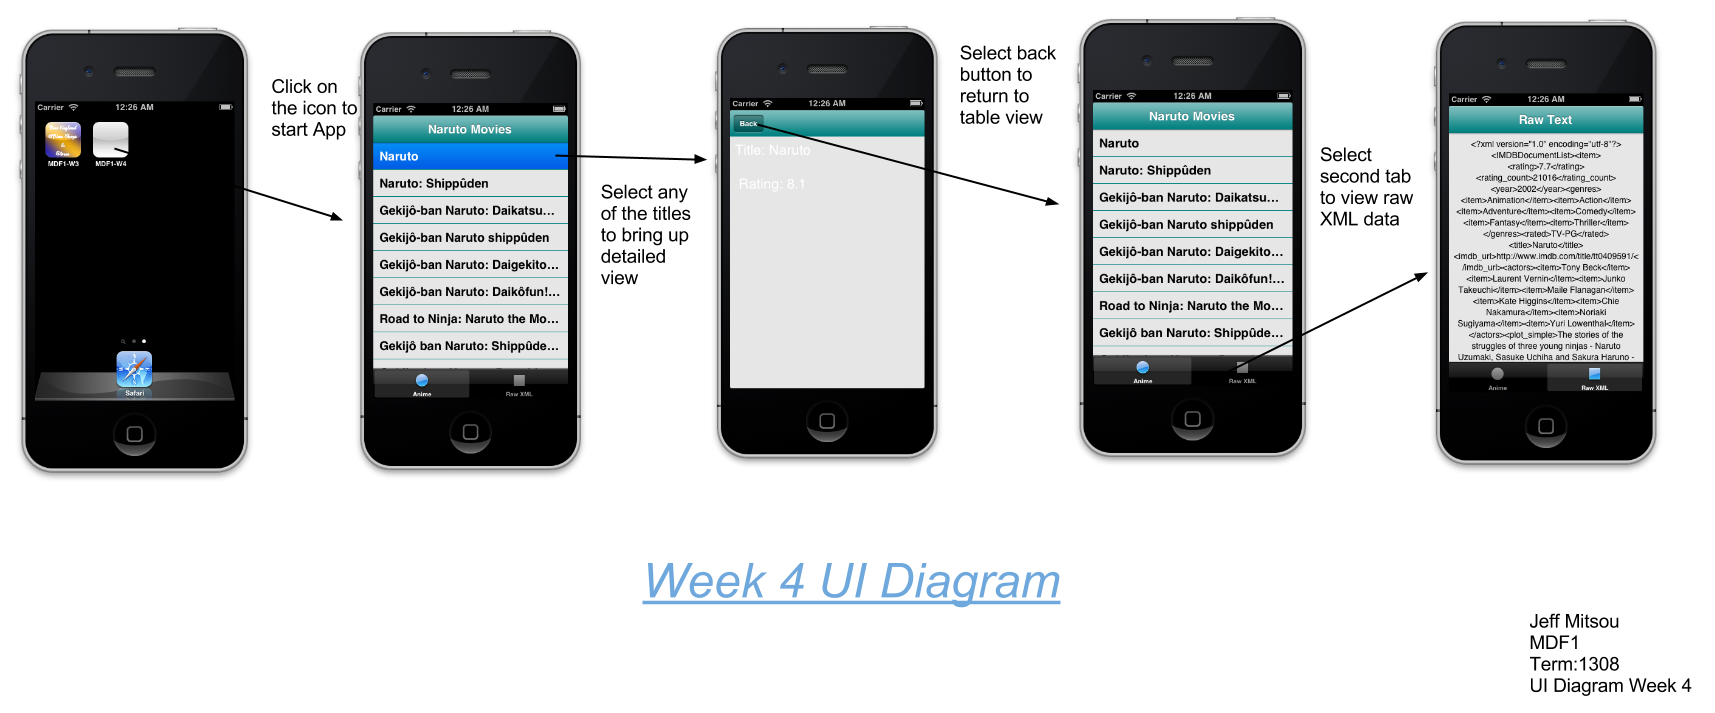 Carrier 12:26 AM
New England
& 
MDF1-W3 MDF1-W4
Safari
Click on
the icon to
start App
Carrier 12:26 AM
Naruto Movies
Naruto
Naruto: Shippûden
Gekijô-ban Naruto: Daikatsu...
Gekijô-ban Naruto shippûden
Gekijô-ban Naruto: Daigekito...
Gekijô-ban Naruto: Daikôfun!...
Road to Ninja: Naruto the Mo...
Gekijô ban Naruto: Shippûde...
Anime Raw XML
Select any
of the titles
to bring up
detailed
view
Carrier 12:26 AM
Back
Title: Naruto
Rating: 8.1
Select back
button to
return to
table view
Carrier 12:26 AM
Naruto Movies
Naruto
Naruto: Shippûden
Gekijô-ban Naruto: Daikatsu...
Gekijô-ban Naruto shippûden
Gekijô-ban Naruto: Daigekito...
Gekijô-ban Naruto: Daikôfun!...
Road to Ninja: Naruto the Mo...
Gekijô ban Naruto: Shippûde...
Anime Raw XML
Select
second tab
to view raw
XML data
Carrier 12:26 AM
Raw Text
<?xml version="1.0" encoding="utf-8"?>
<IMDBDocumentList><item>
<rating>7.7</rating>
<rating_count>21016</rating_count>
<year>2002</year><genres>
<item>Animation</item><item>Action</item>
<item>Adventure</item><item>Comedy</item>
<item>Fantasy</item><item>Thriller</item>
</genres><rated>TV-PG</rated>
<title>Naruto</title>
<imdb_url>http://www.imdb.com/title/tt0409591/<
/imdb_url><actors><item>Tony Beck</item>
<item>Laurent Vernin</item><item>Junko
Takeuchi</item><item>Maile Flanagan</item>
<item>Kate Higgins</item><item>Chie
Nakamura</item><item>Noriaki
Sugiyama</item><item>Yuri Lowenthal</item>
</actors><plot_simple>The stories of the
struggles of three young ninjas - Naruto
Uzumaki, Sasuke Uchiha and Sakura Haruno -
Anime Raw XML
Week 4 UI Diagram
Jeff Mitsou
MDF1
Term:1308
UI Diagram Week 4